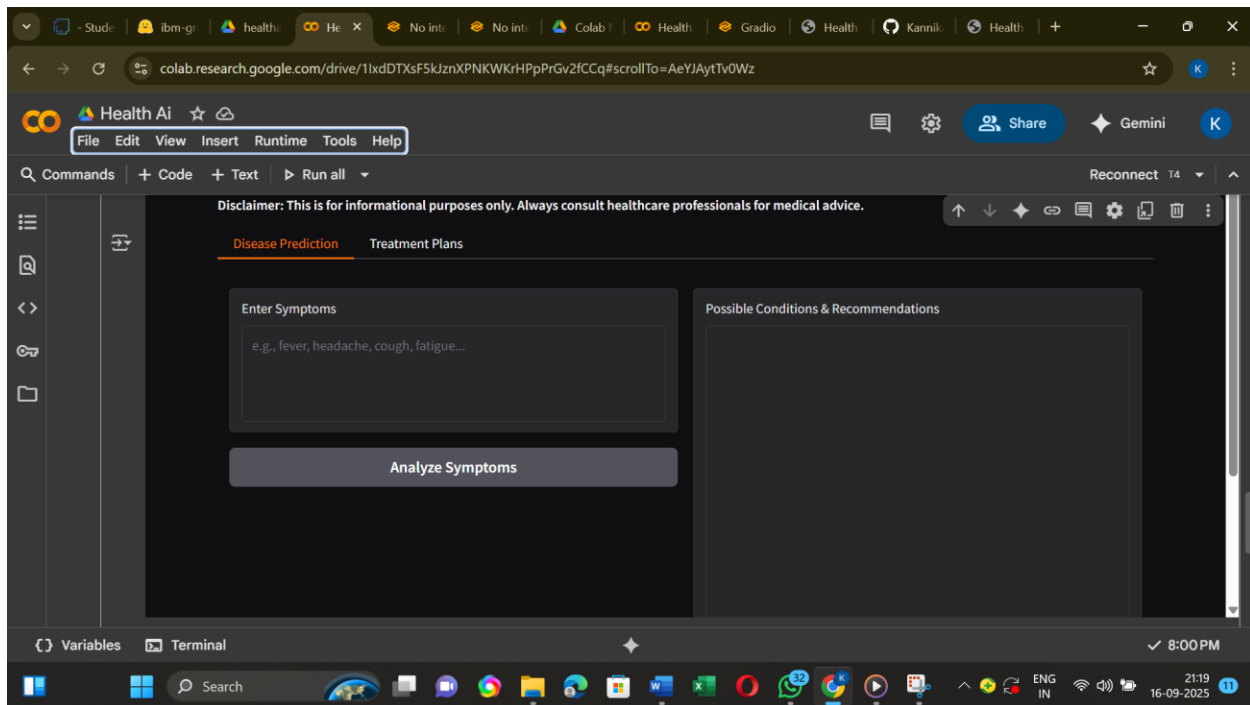 - Stude
ibm-gr
healtha
He
No inte
No inte
Colab
Health
Gradio
Health
Kannik
Health
colab.research.google.com/drive/1IxdDTXsF5kJznXPNKWKrHPpPrGv2fCCq#scrollTo=AeYJAytTv0Wz
K
CO
Health Ai
File Edit View Insert Runtime Tools Help
Share
Gemini
K
Commands
+ Code + Text
Run all
Reconnect T4
Disclaimer: This is for informational purposes only. Always consult healthcare professionals for medical advice.
Disease Prediction Treatment Plans
Enter Symptoms
e.g., fever, headache, cough, fatigue...
Possible Conditions & Recommendations
Analyze Symptoms
Variables
Terminal
8:00 PM
Search
32
K
ENG
IN
21:19
16-09-2025
11